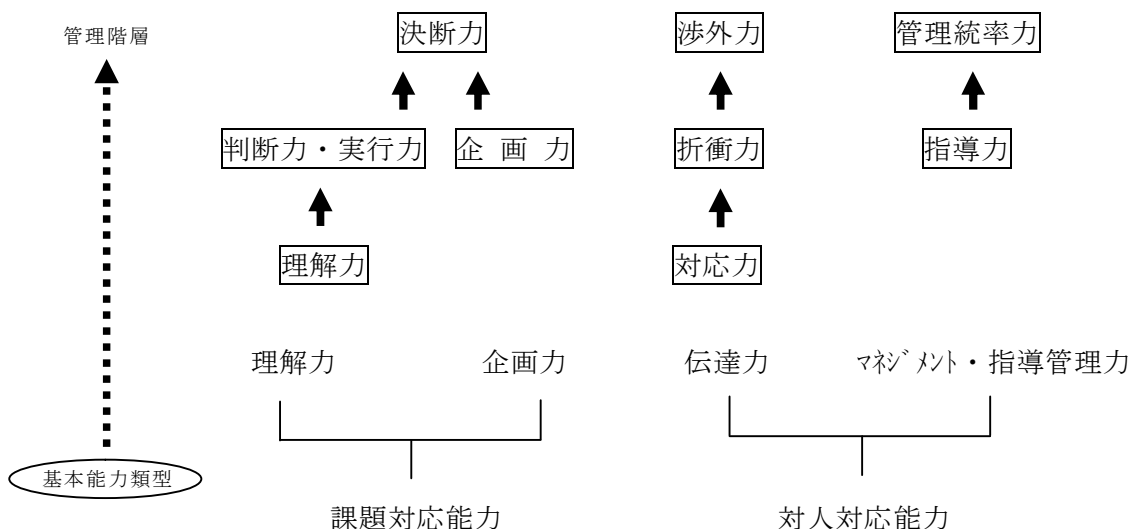 管理階層 決断力 渉外力 管理統率力
判断力・実行力 企 画 力 折衝力 指導力
理解力 対応力
理解力 企画力 伝達力 ﾏﾈｼﾞﾒﾝﾄ・指導管理力
基本能力類型
課題対応能力 対人対応能力